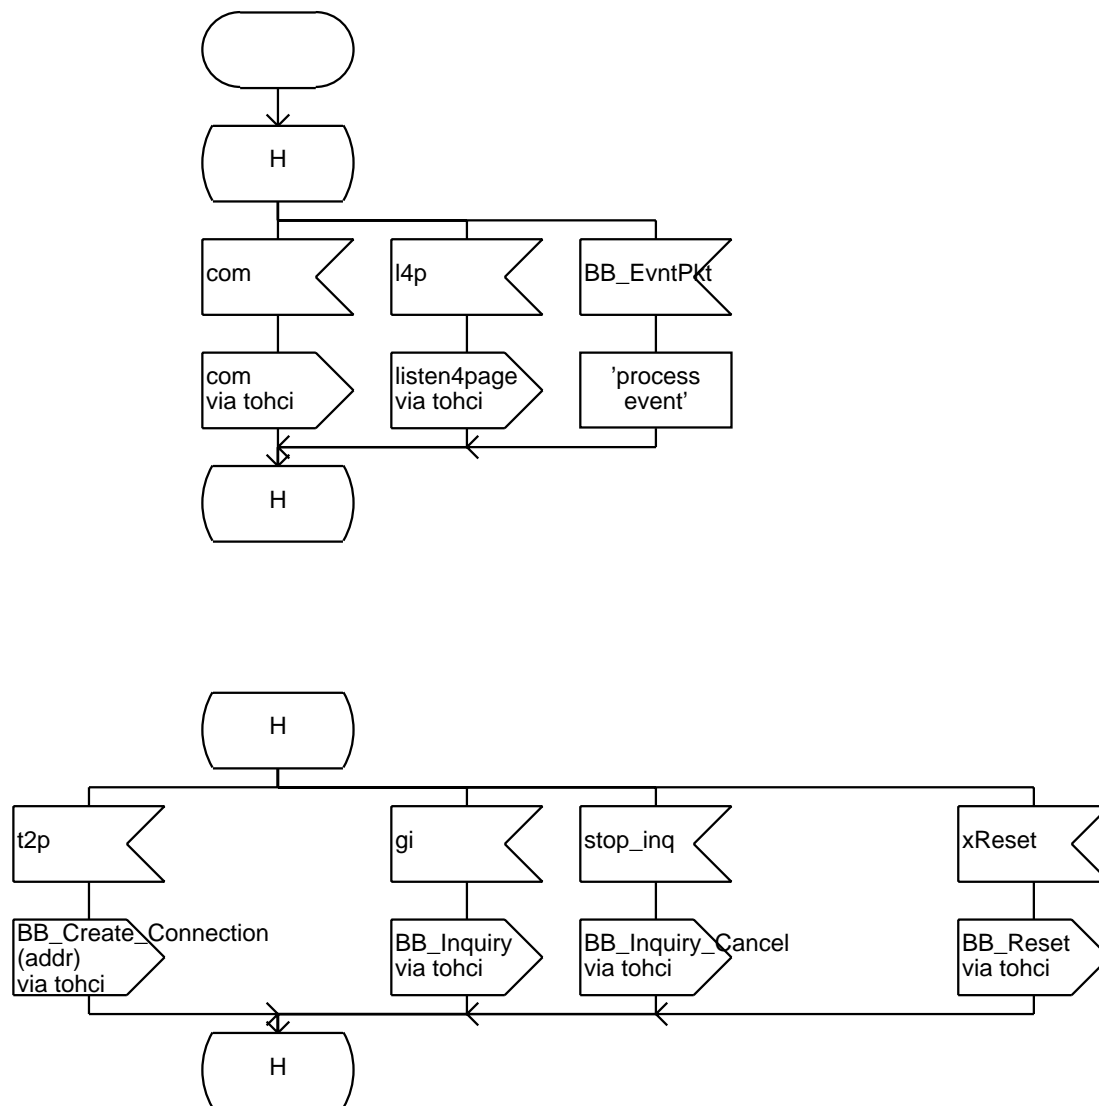 H
com
l4p
BB_EvntPkt
com
via tohci
listen4page
via tohci
'process
event'
H
H
t2p
gi
stop_inq
xReset
BB_Create_Connection
(addr)
via tohci
BB_Inquiry
via tohci
BB_Inquiry_Cancel
via tohci
BB_Reset
via tohci
H